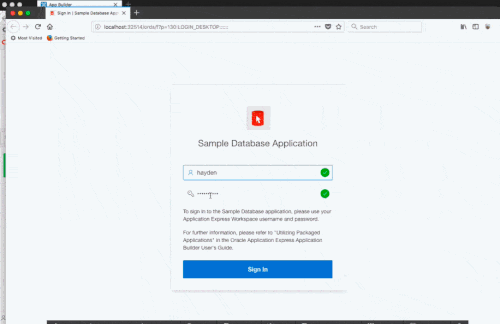 App Builder
Sign In | Sample Database App
localhost:32514/ords/f?p=130:LOGIN_DESKTOP:::::
Search
Most Visited
Getting Started
Sample Database Application
hayden
To sign in to the Sample Database application, please use your
Application Express Workspace username and password.
For further information, please refer to "Utilizing Packaged
Applications" in the Oracle Application Express Application
Builder User's Guide.
Sign In